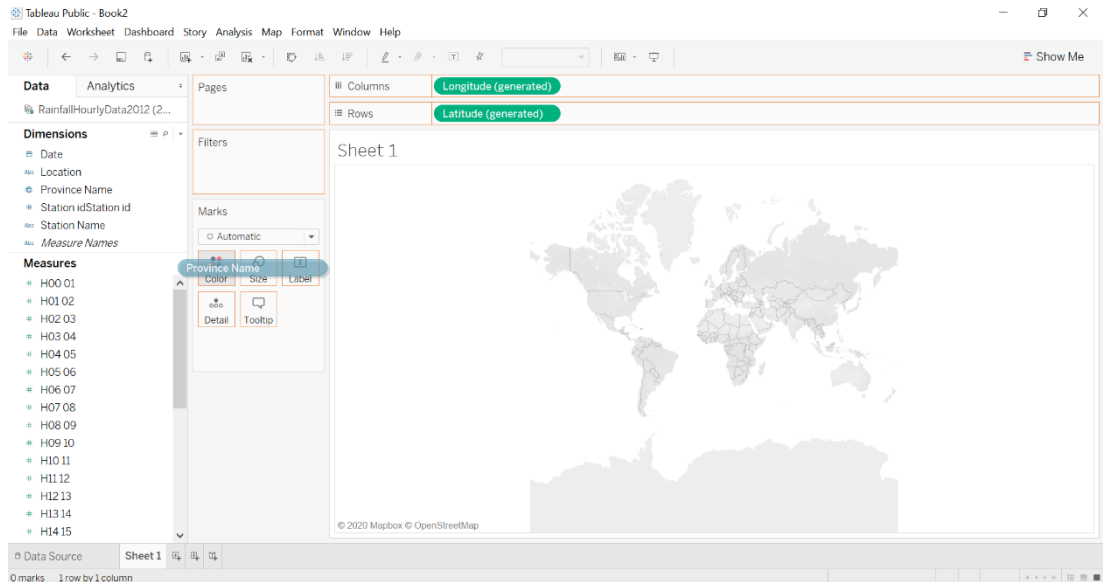 Tableau Public - Book2
File Data Worksheet Dashboard Story Analysis Map Format Window Help
Show Me
Data Analytics
RainfallHourlyData2012 (2...
Dimensions
Date
Abc Location
Province Name
# Station idStation id
Abc Station Name
Abc Measure Names
Measures
# H00 01
# H01 02
# H02 03
# H03 04
# H04 05
# H05 06
# H06 07
# H07 08
# H08 09
# H09 10
# H10 11
# H11 12
# H12 13
# H13 14
# H14 15
Pages
Filters
Marks
Automatic
Province Name
Color Size Label
Detail Tooltip
Columns Longitude (generated)
Rows Latitude (generated)
Sheet 1
© 2020 Mapbox © OpenStreetMap
Data Source Sheet 1
0 marks 1 row by 1 column